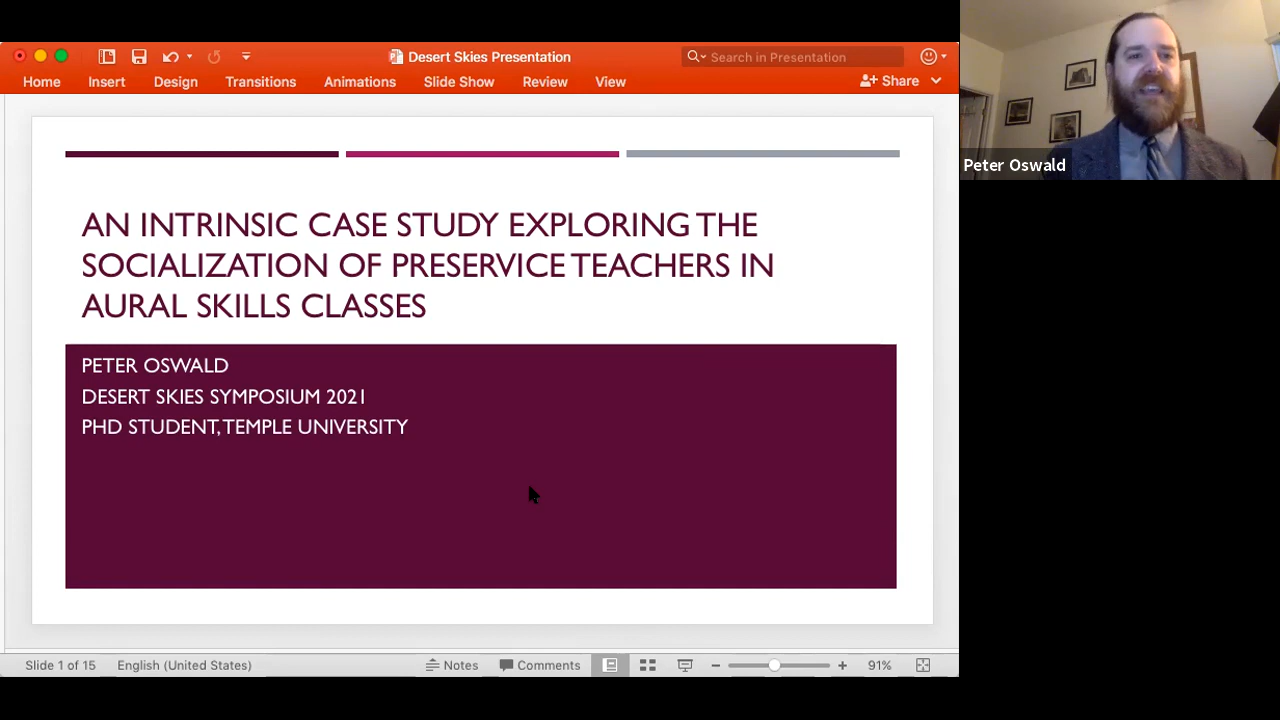 Desert Skies Presentation
Search in Presentation
Home Insert Design Transitions Animations Slide Show Review View Share
AN INTRINSIC CASE STUDY EXPLORING THE
SOCIALIZATION OF PRESERVICE TEACHERS IN
AURAL SKILLS CLASSES
PETER OSWALD
DESERT SKIES SYMPOSIUM 2021
PHD STUDENT, TEMPLE UNIVERSITY
Peter Oswald
Slide 1 of 15 English (United States) Notes Comments 91%